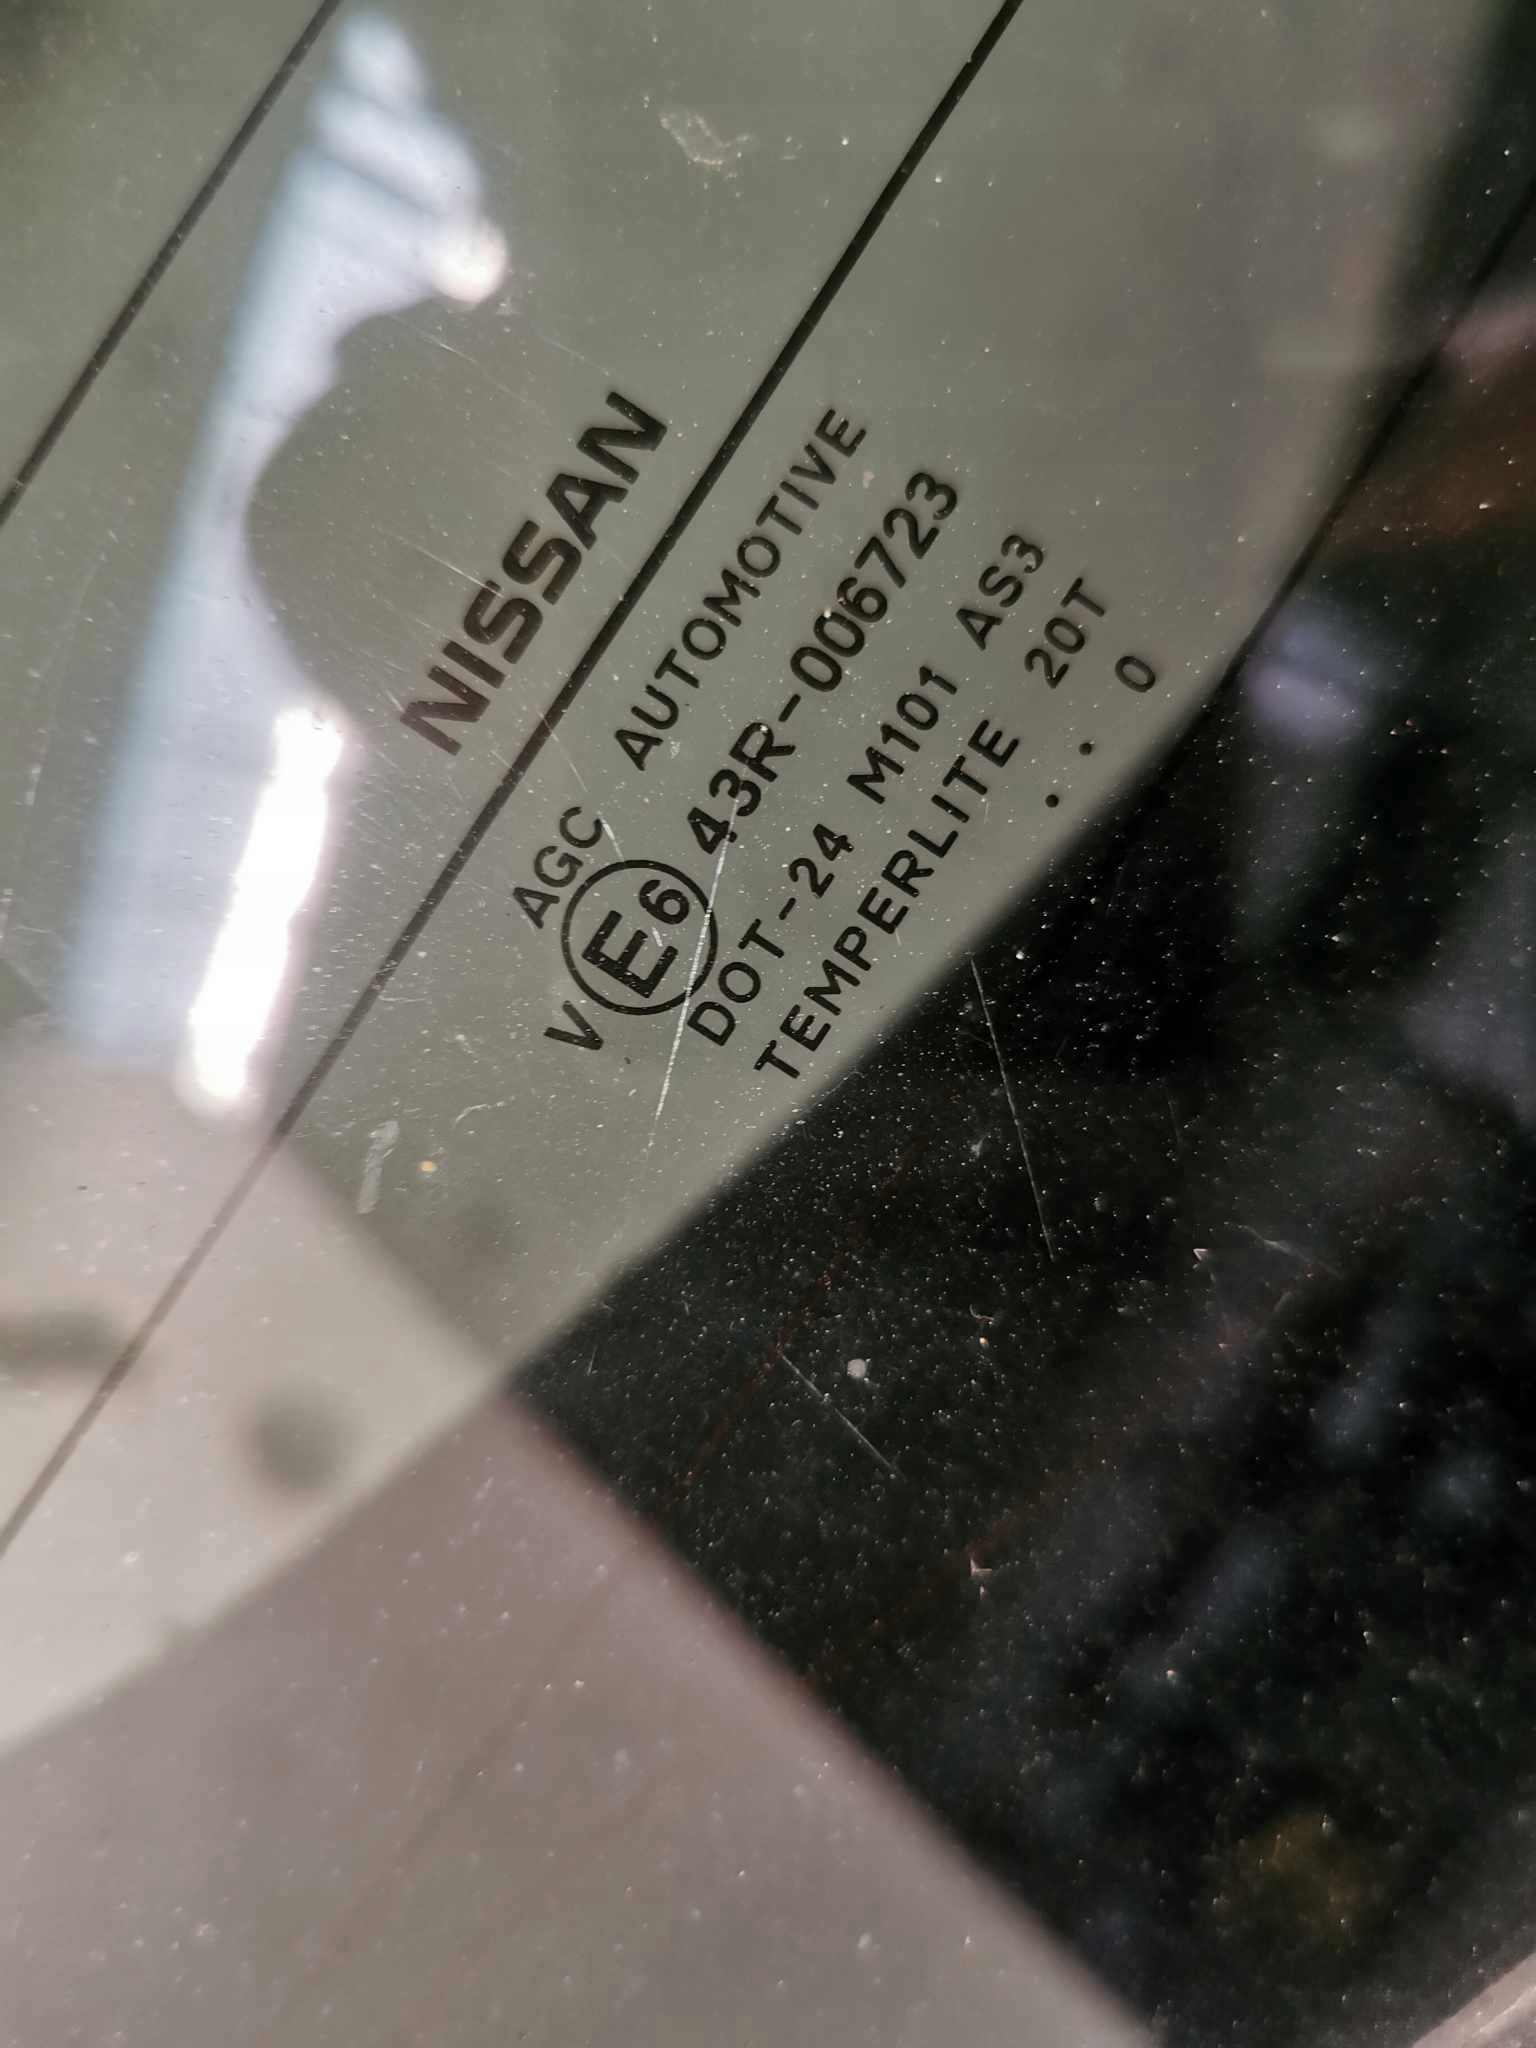 NISSAN
AGC AUTOMOTIVE
V E6 43R-006723
DOT-24 M101 AS3
TEMPERLITE 20T
. . 0